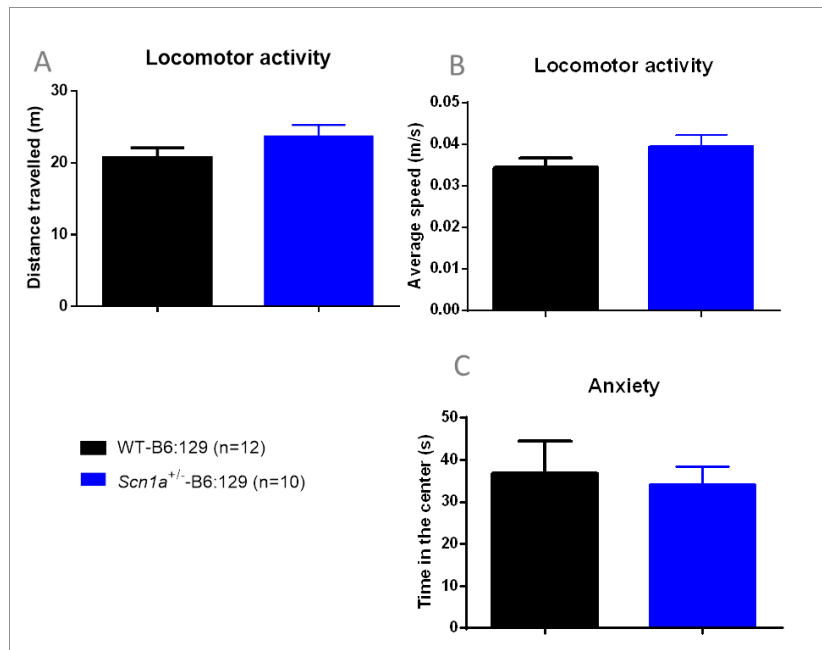 A
Locomotor activity
Distance travelled (m)
30
20
10
0
B
Locomotor activity
Average speed (m/s)
0.05
0.04
0.03
0.02
0.01
0.00
WT-B6:129 (n=12)
Scn1a+/--B6:129 (n=10)
C
Anxiety
Time in the center (s)
50
40
30
20
10
0